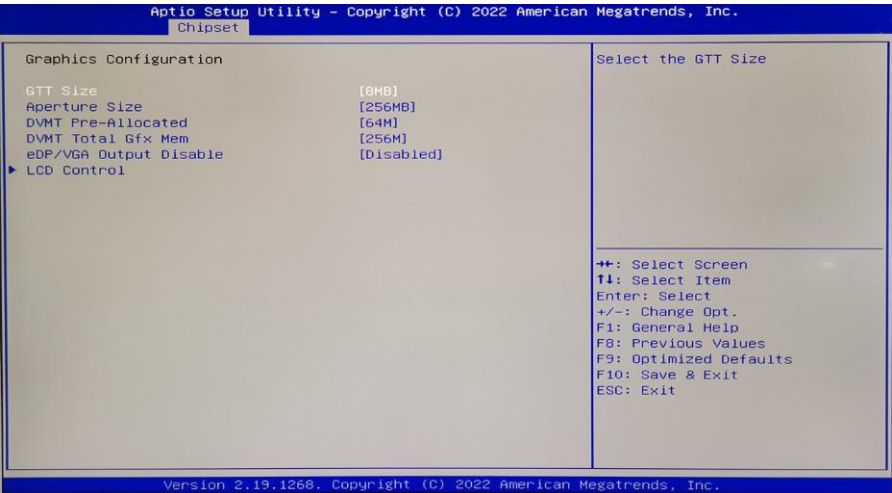 Aptio Setup Utility – Copyright (C) 2022 American Megatrends, Inc.
Chipset
Graphics Configuration
GTT Size [8MB]
Aperture Size [256MB]
DVMT Pre-Allocated [64M]
DVMT Total Gfx Mem [256M]
eDP/VGA Output Disable [Disabled]
LCD Control
Select the GTT Size
→←: Select Screen
↑↓: Select Item
Enter: Select
+/-: Change Opt.
F1: General Help
F8: Previous Values
F9: Optimized Defaults
F10: Save & Exit
ESC: Exit
Version 2.19.1268. Copyright (C) 2022 American Megatrends, Inc.